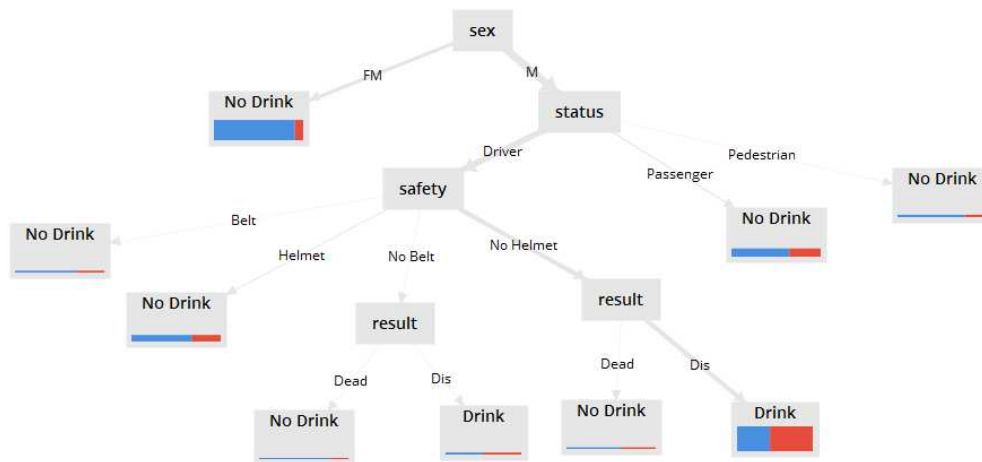 sex
FM
M
No Drink
status
Driver
Passenger
Pedestrian
safety
No Drink
No Drink
Belt
Helmet
No Belt
No Helmet
No Drink
No Drink
result
result
Dead
Dis
Dead
Dis
No Drink
Drink
No Drink
Drink